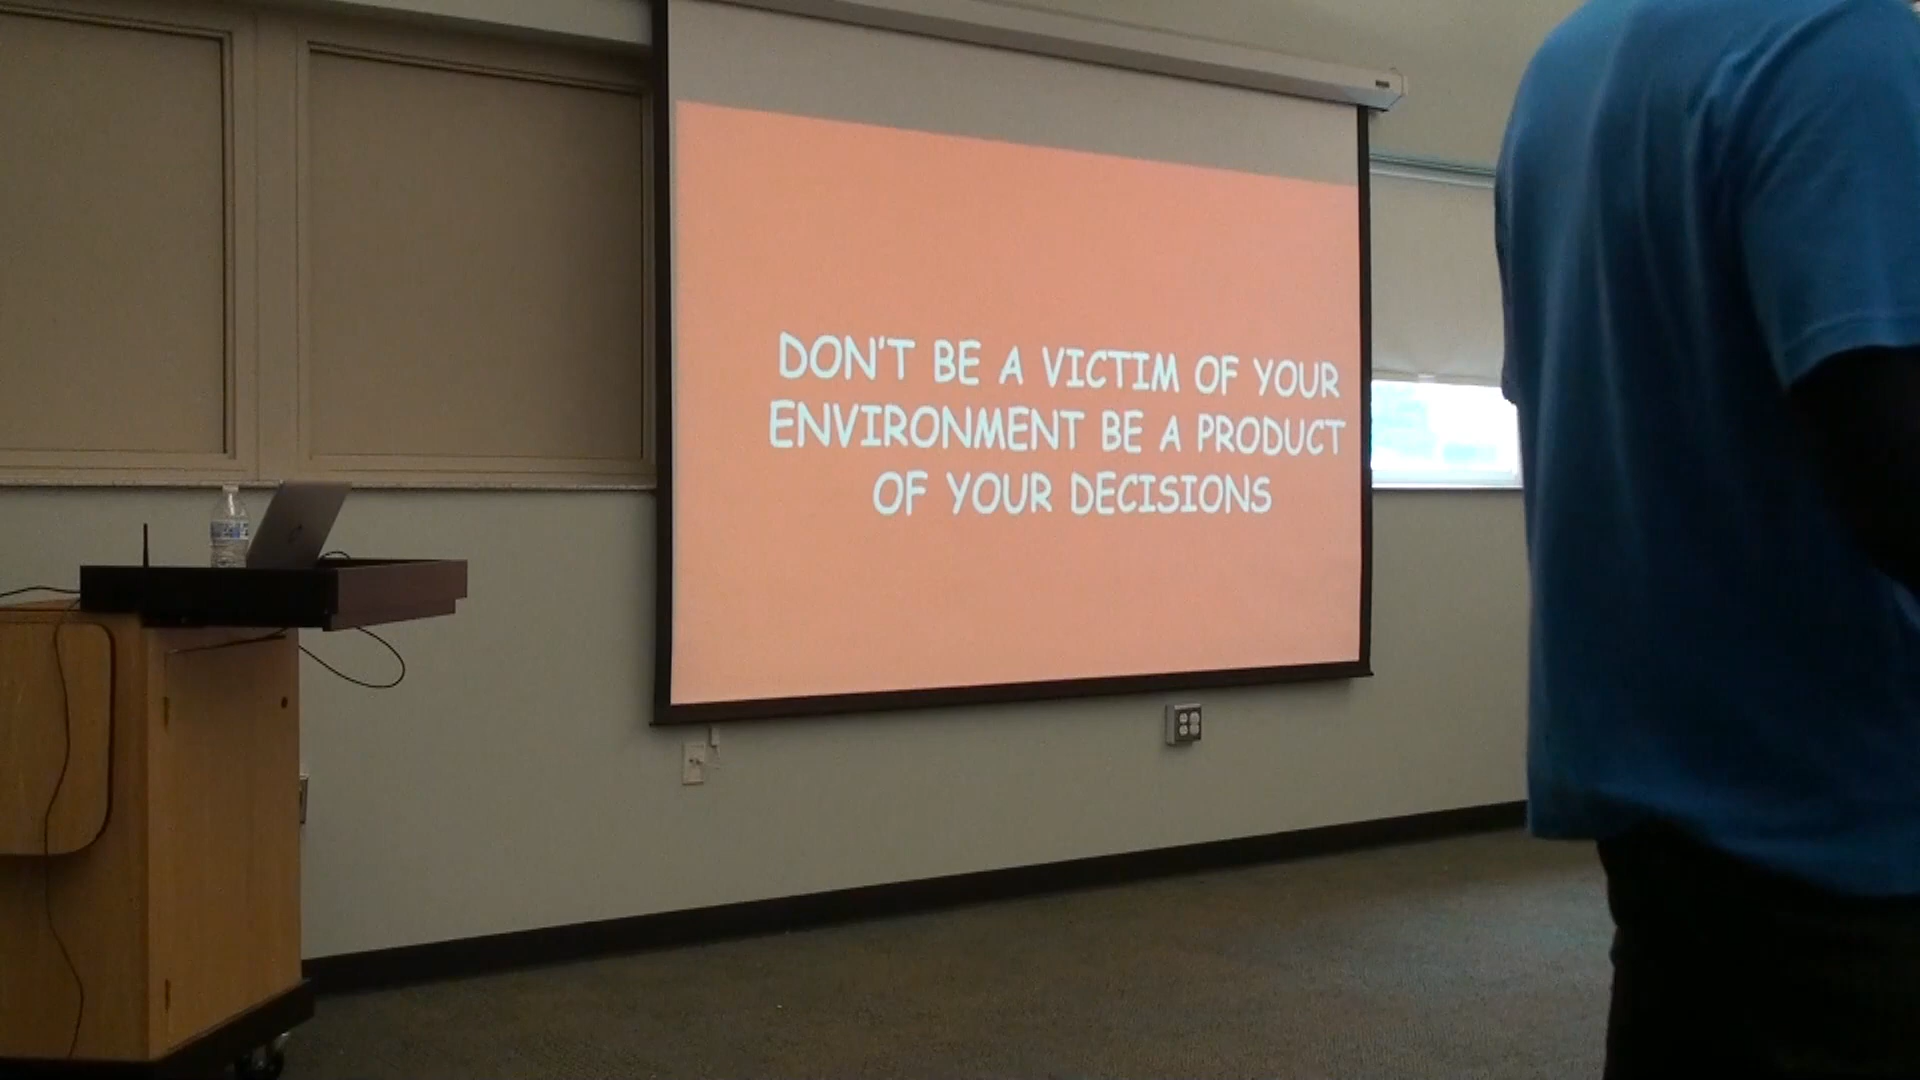 DON'T BE A VICTIM OF YOUR
ENVIRONMENT BE A PRODUCT
OF YOUR DECISIONS